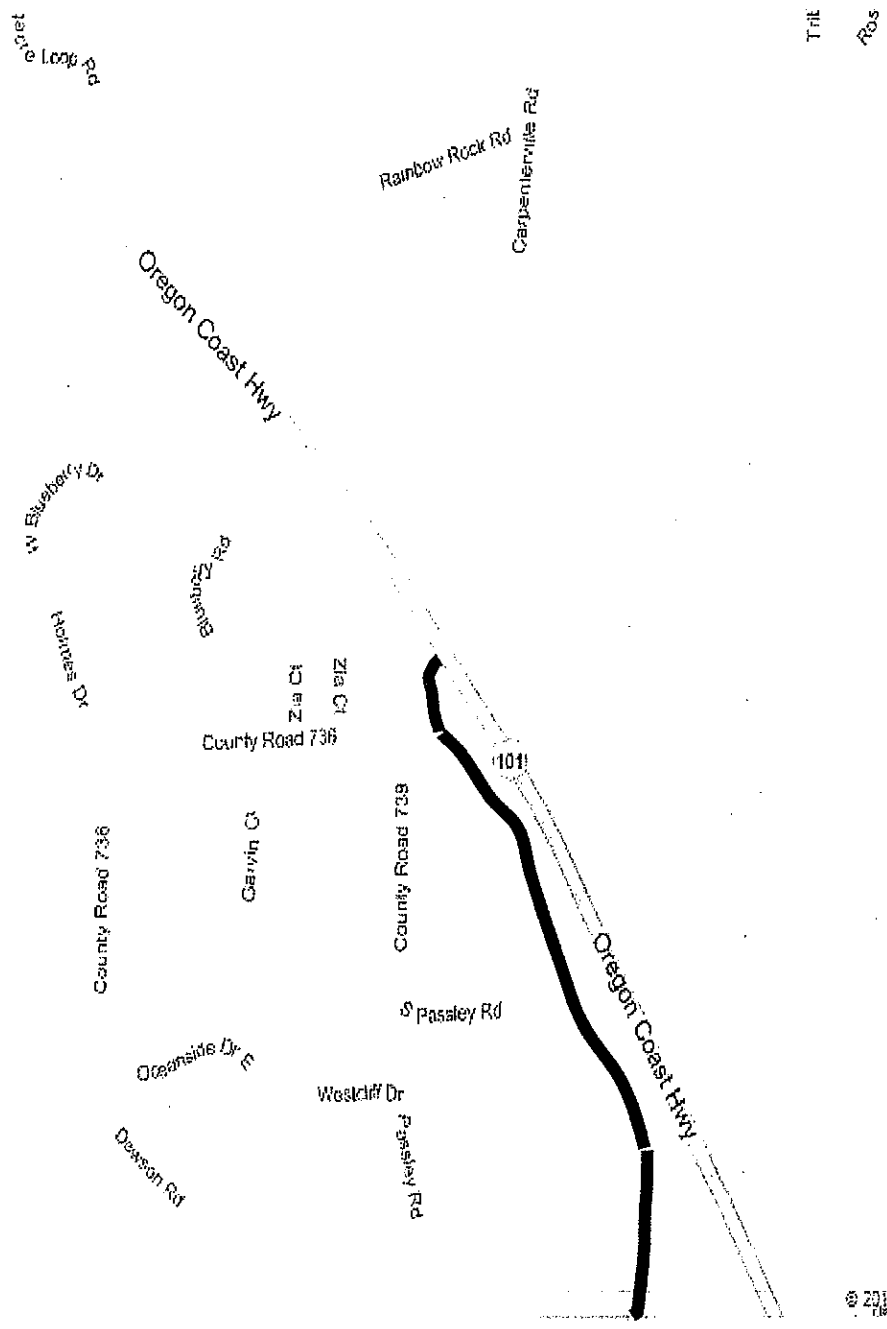 Trit
Ros
e Loop Rd
Rainbow Rock Rd
Carpenterville Rd
Oregon Coast Hwy
W Blueberry Dr
Blueberry Rd
Holmes Dr
Zia Ct
Zia Ct
County Road 736
101
County Road 736
Garvin Ct
County Road 739
Oregon Coast Hwy
S Passley Rd
Oceanside Dr E
Westcliff Dr
Passley Rd
Dawson Rd
© 201